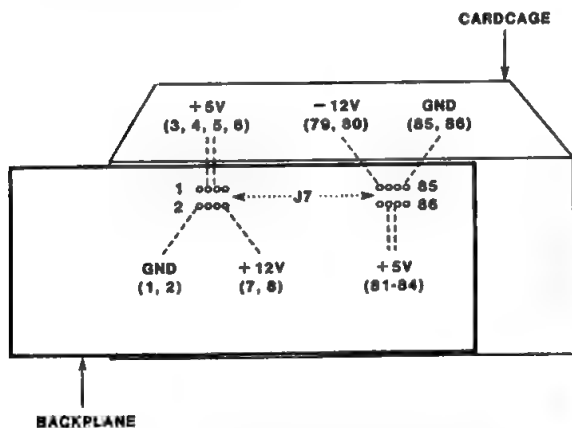 CARDCAGE
+5V
(3, 4, 5, 6)
−12V
(79, 80)
GND
(85, 86)
1
2
J7
85
86
GND
(1, 2)
+12V
(7, 8)
+5V
(81-84)
BACKPLANE